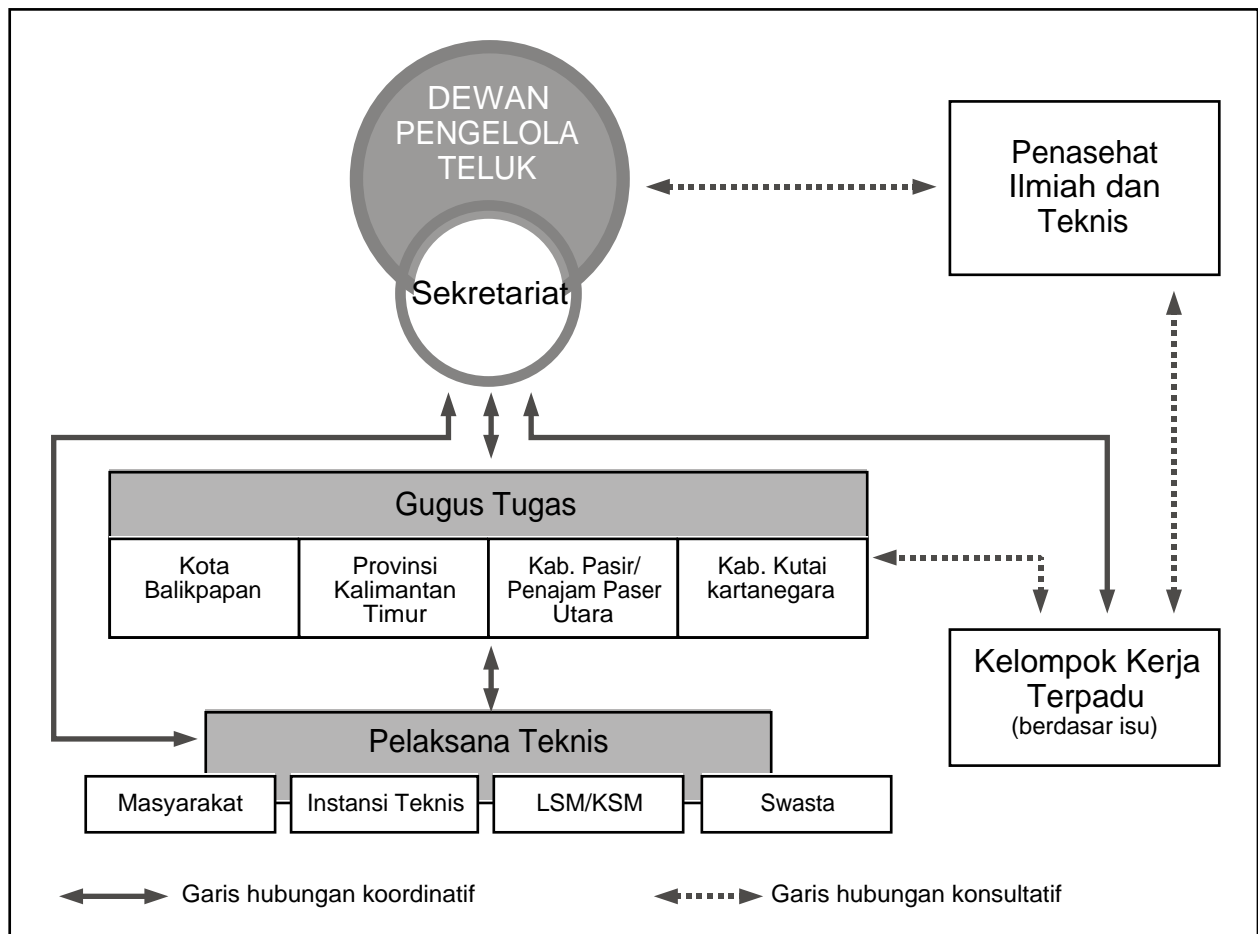 DEWAN
PENGELOLA
TELUK
Sekretariat
Penasehat
Ilmiah dan
Teknis
Gugus Tugas
Kota
Balikpapan
Provinsi
Kalimantan
Timur
Kab. Pasir/
Penajam Paser
Utara
Kab. Kutai
kartanegara
Kelompok Kerja
Terpadu
(berdasar isu)
Pelaksana Teknis
Masyarakat
Instansi Teknis
LSM/KSM
Swasta
Garis hubungan koordinatif
Garis hubungan konsultatif